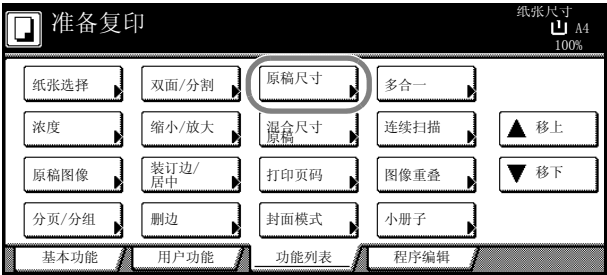 准备复印
纸张尺寸
A4
100%
纸张选择
双面/分割
原稿尺寸
多合一
浓度
缩小/放大
混合尺寸
原稿
连续扫描
移上
原稿图像
装订边/
居中
打印页码
图像重叠
移下
分页/分组
删边
封面模式
小册子
基本功能
用户功能
功能列表
程序编辑